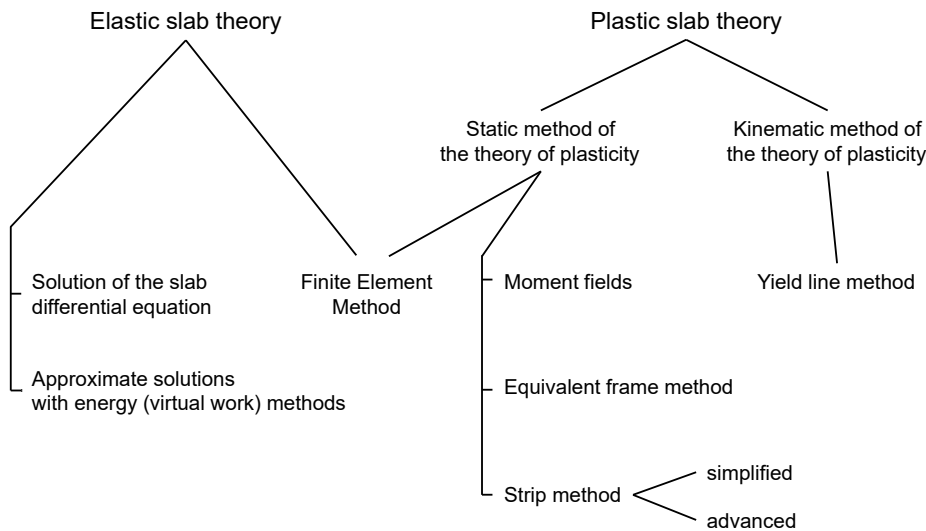 Elastic slab theory
Plastic slab theory
Static method of
the theory of plasticity
Kinematic method of
the theory of plasticity
Solution of the slab
differential equation
Finite Element
Method
Moment fields
Yield line method
Approximate solutions
with energy (virtual work) methods
Equivalent frame method
Strip method
simplified
advanced